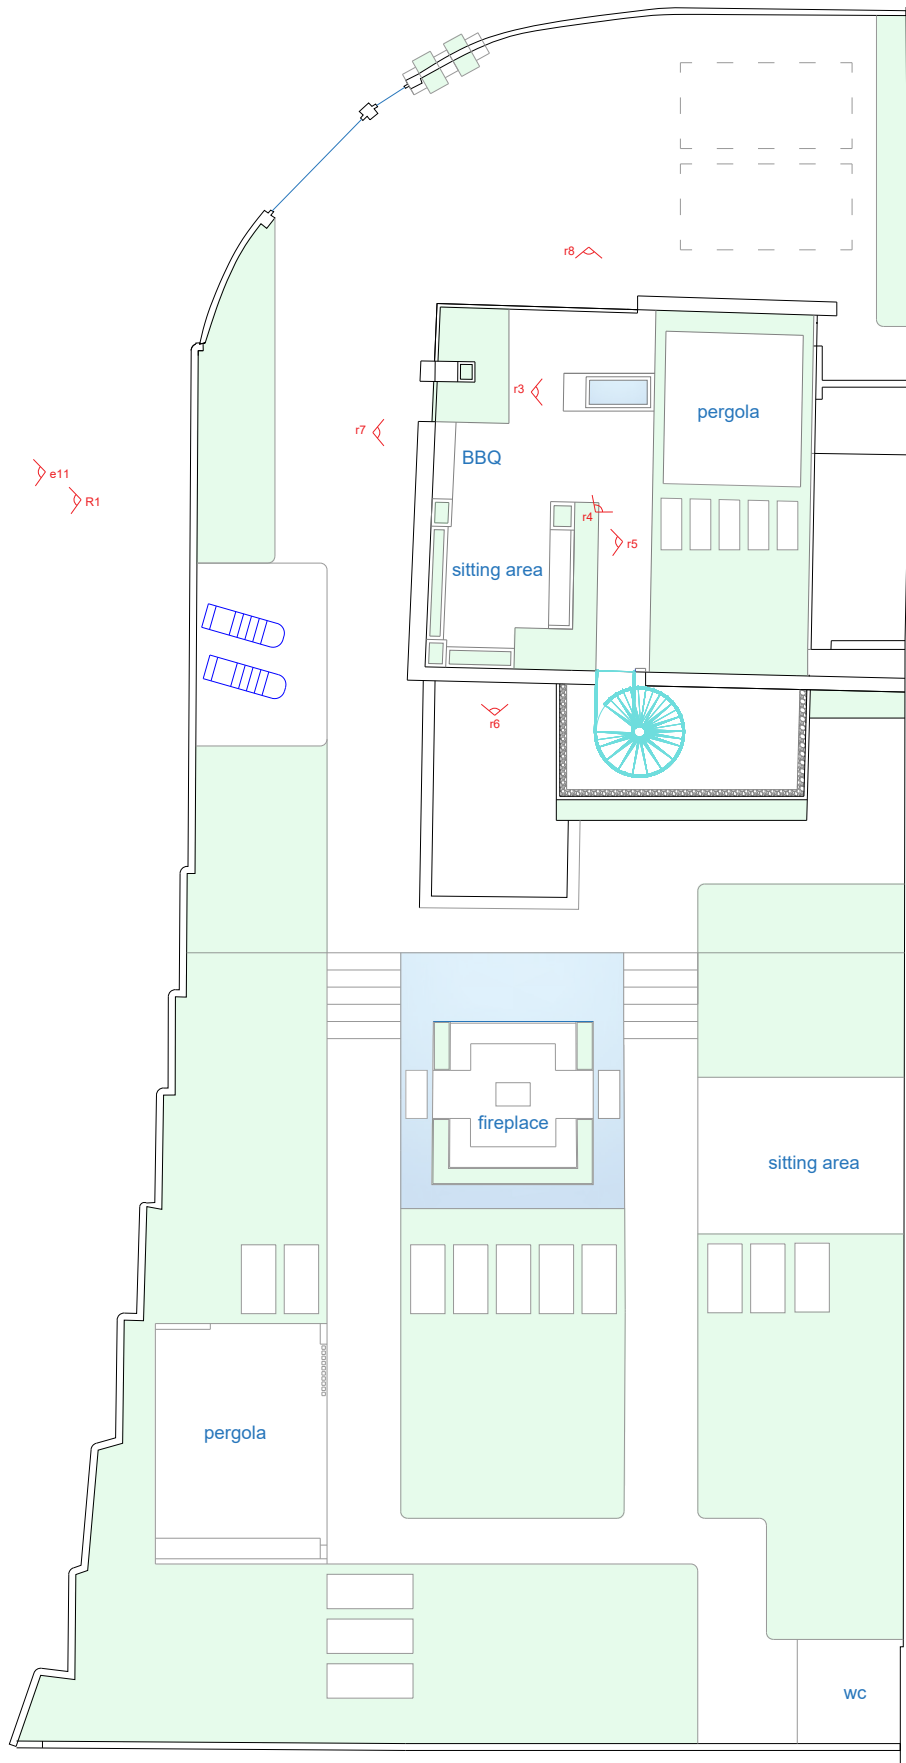 r8
r3
pergola
r7
BBQ
e11
R1
r4
r5
sitting area
r6
fireplace
sitting area
pergola
wc